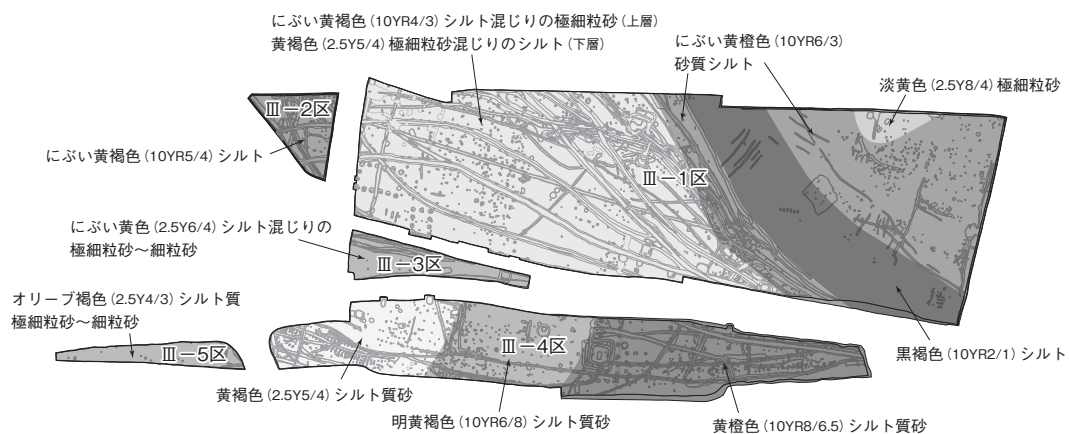 にぶい黄褐色(10YR4/3)シルト混じりの極細粒砂(上層)
黄褐色(2.5Y5/4)極細粒砂混じりのシルト(下層)
にぶい黄橙色(10YR6/3)
砂質シルト
淡黄色(2.5Y8/4)極細粒砂
Ⅲ－2区
にぶい黄褐色(10YR5/4)シルト
Ⅲ－1区
にぶい黄色(2.5Y6/4)シルト混じりの
極細粒砂～細粒砂
Ⅲ－3区
オリーブ褐色(2.5Y4/3)シルト質
極細粒砂～細粒砂
Ⅲ－5区
Ⅲ－4区
黒褐色(10YR2/1)シルト
黄褐色(2.5Y5/4)シルト質砂
明黄褐色(10YR6/8)シルト質砂
黄橙色(10YR8/6.5)シルト質砂